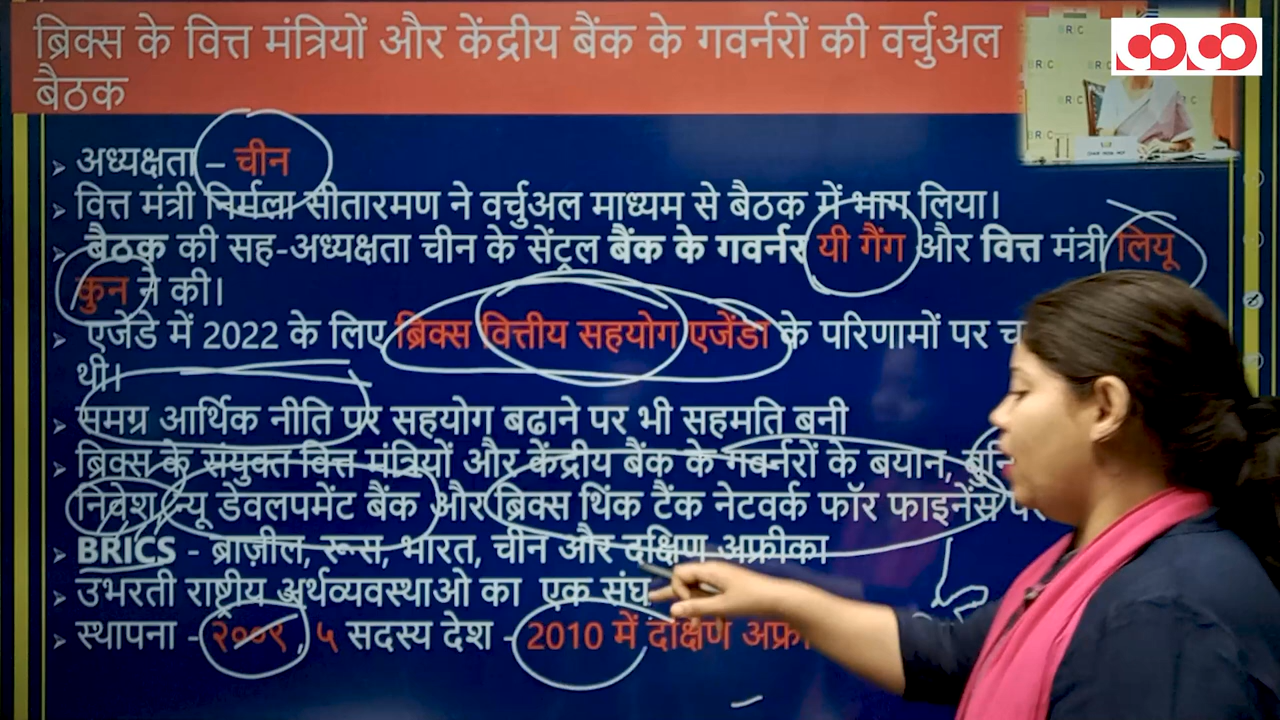 ब्रिक्स के वित्त मंत्रियों और केंद्रीय बैंक के गवर्नरों की वर्चुअल
बैठक
अध्यक्षता – चीन
वित्त मंत्री निर्मला सीतारमण ने वर्चुअल माध्यम से बैठक में भाग लिया।
बैठक की सह-अध्यक्षता चीन के सेंट्रल बैंक के गवर्नर यी गैंग और वित्त मंत्री लियू
कुन ने की।
एजेंडे में 2022 के लिए ब्रिक्स वित्तीय सहयोग एजेंडा के परिणामों पर
थी।
समग्र आर्थिक नीति पर सहयोग बढाने पर भी सहमति बनी
ब्रिक्स के संयुक्त वित्त मंत्रियों और केंद्रीय बैंक के गवर्नरों के बयान,
निवेश, न्यू डेवलपमेंट बैंक और ब्रिक्स थिंक टैंक नेटवर्क फॉर फाइनेंस
BRICS - ब्राज़ील, रूस, भारत, चीन और दक्षिण अफ्रीका
उभरती राष्ट्रीय अर्थव्यवस्थाओ का एक संघ
स्थापना - २००९, ५ सदस्य देश - 2010 में दक्षिण